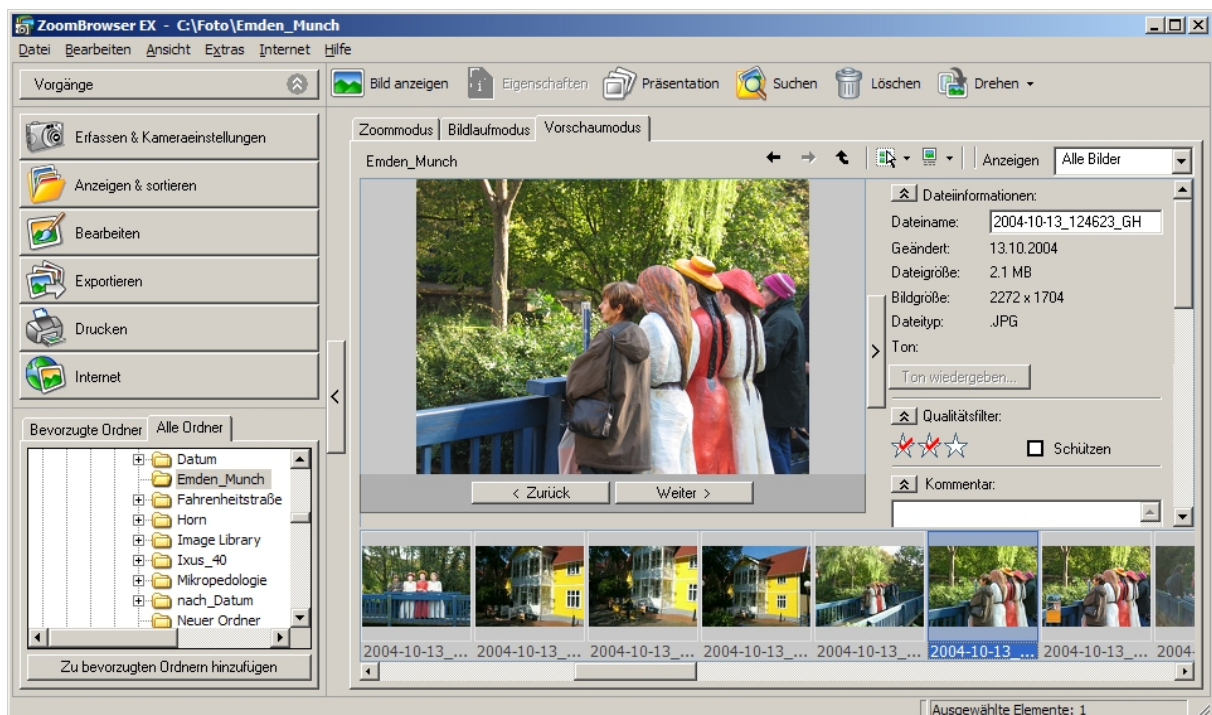 ZoomBrowser EX - C:\Foto\Emden_Munch
Datei Bearbeiten Ansicht Extras Internet Hilfe
Vorgänge
Bild anzeigen Eigenschaften Präsentation Suchen Löschen Drehen
Erfassen & Kameraeinstellungen
Anzeigen & sortieren
Bearbeiten
Exportieren
Drucken
Internet
Bevorzugte Ordner Alle Ordner
Datum
Emden_Munch
Fahrenheitstraße
Horn
Image Library
Ixus_40
Mikropedologie
nach_Datum
Neuer Ordner
Zu bevorzugten Ordnern hinzufügen
Zoommodus Bildlaufmodus Vorschaumodus
Emden_Munch Anzeigen Alle Bilder
Dateiinformationen:
Dateiname: 2004-10-13_124623_GH
Geändert: 13.10.2004
Dateigröße: 2.1 MB
Bildgröße: 2272 x 1704
Dateityp: .JPG
Ton:
Ton wiedergeben...
Qualitätsfilter:
Schützen
Kommentar:
< Zurück Weiter >
2004-10-13_... 2004-10-13_... 2004-10-13_... 2004-10-13_... 2004-10-13_... 2004-10-13_... 2004-10-13_... 2004-
Ausgewählte Elemente: 1